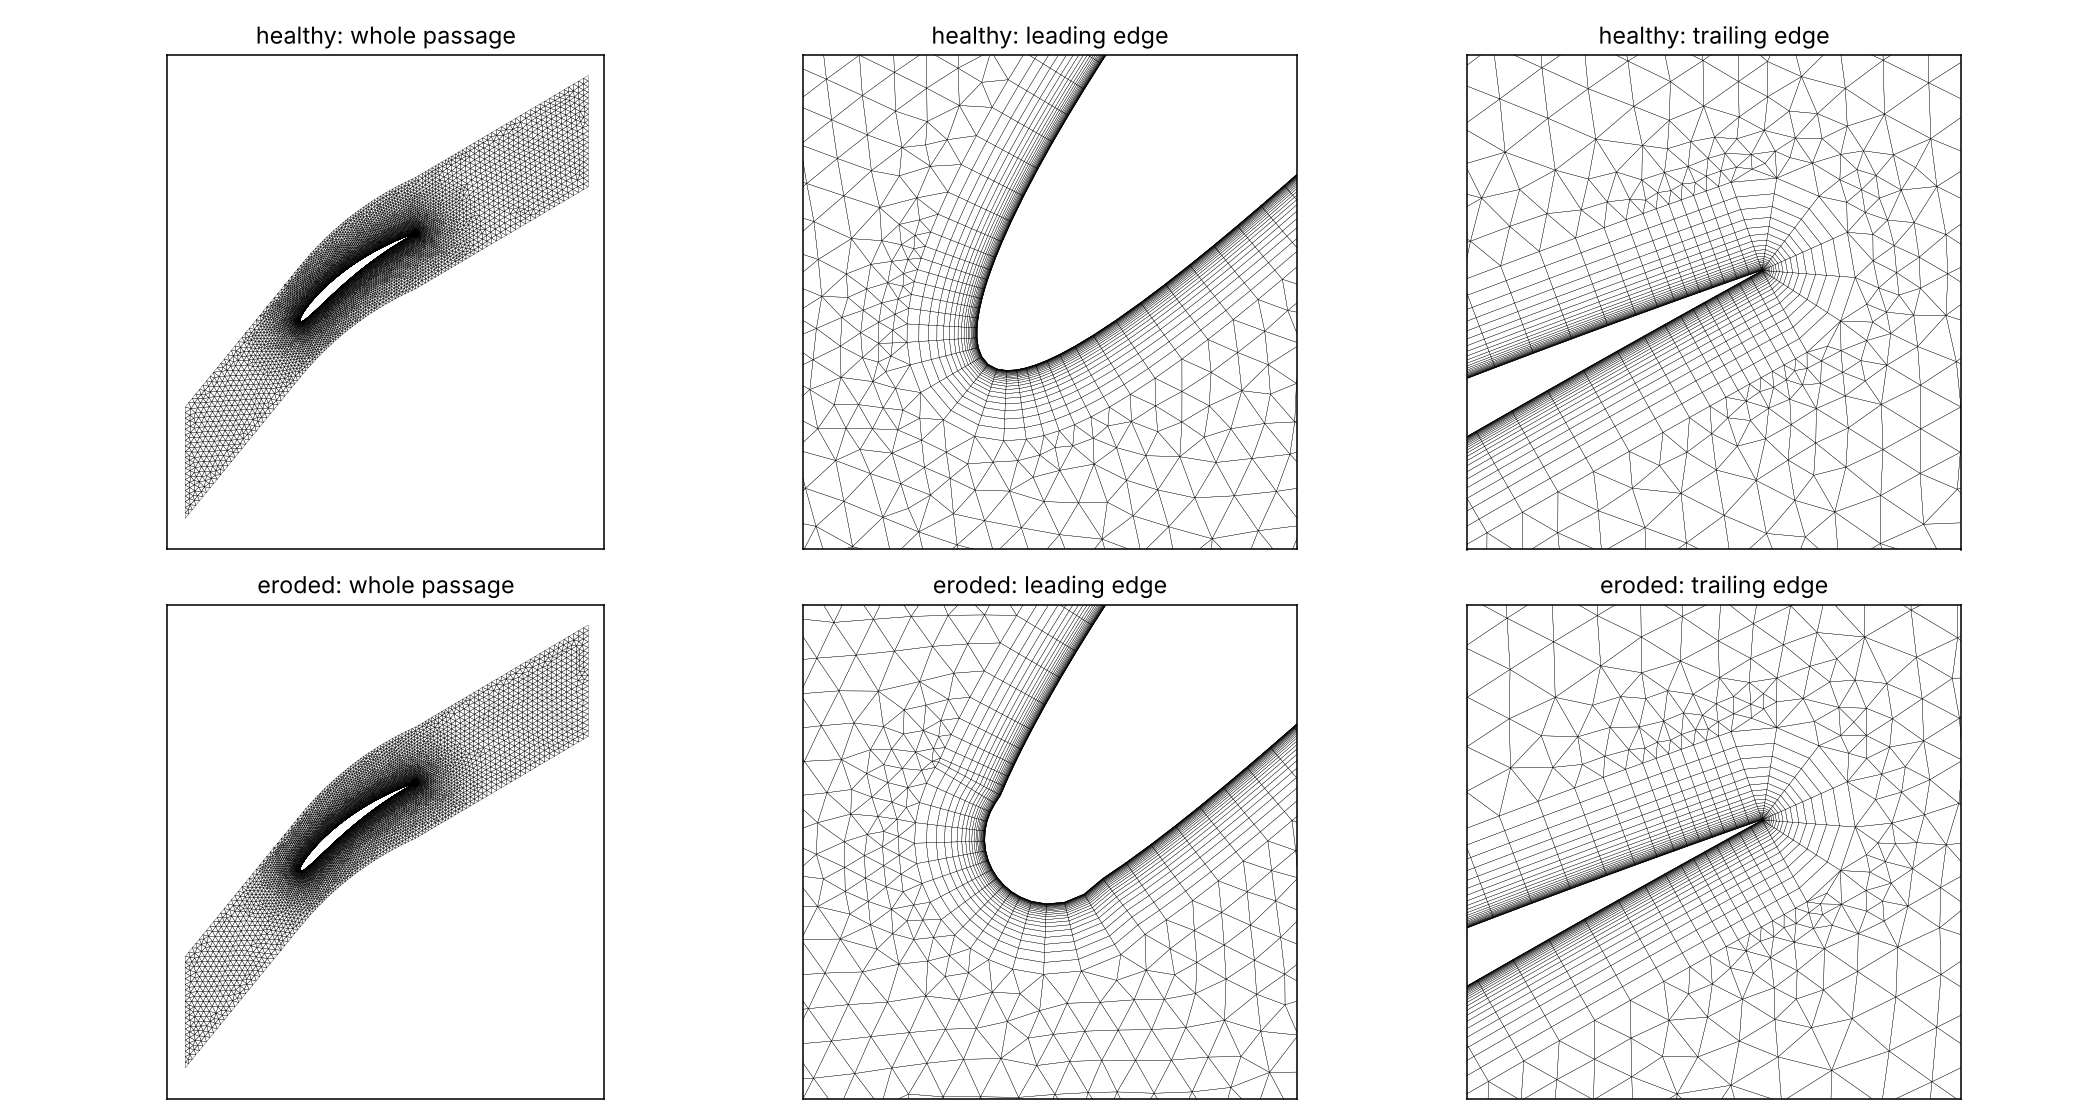 healthy: whole passage
healthy: leading edge
healthy: trailing edge
eroded: whole passage
eroded: leading edge
eroded: trailing edge